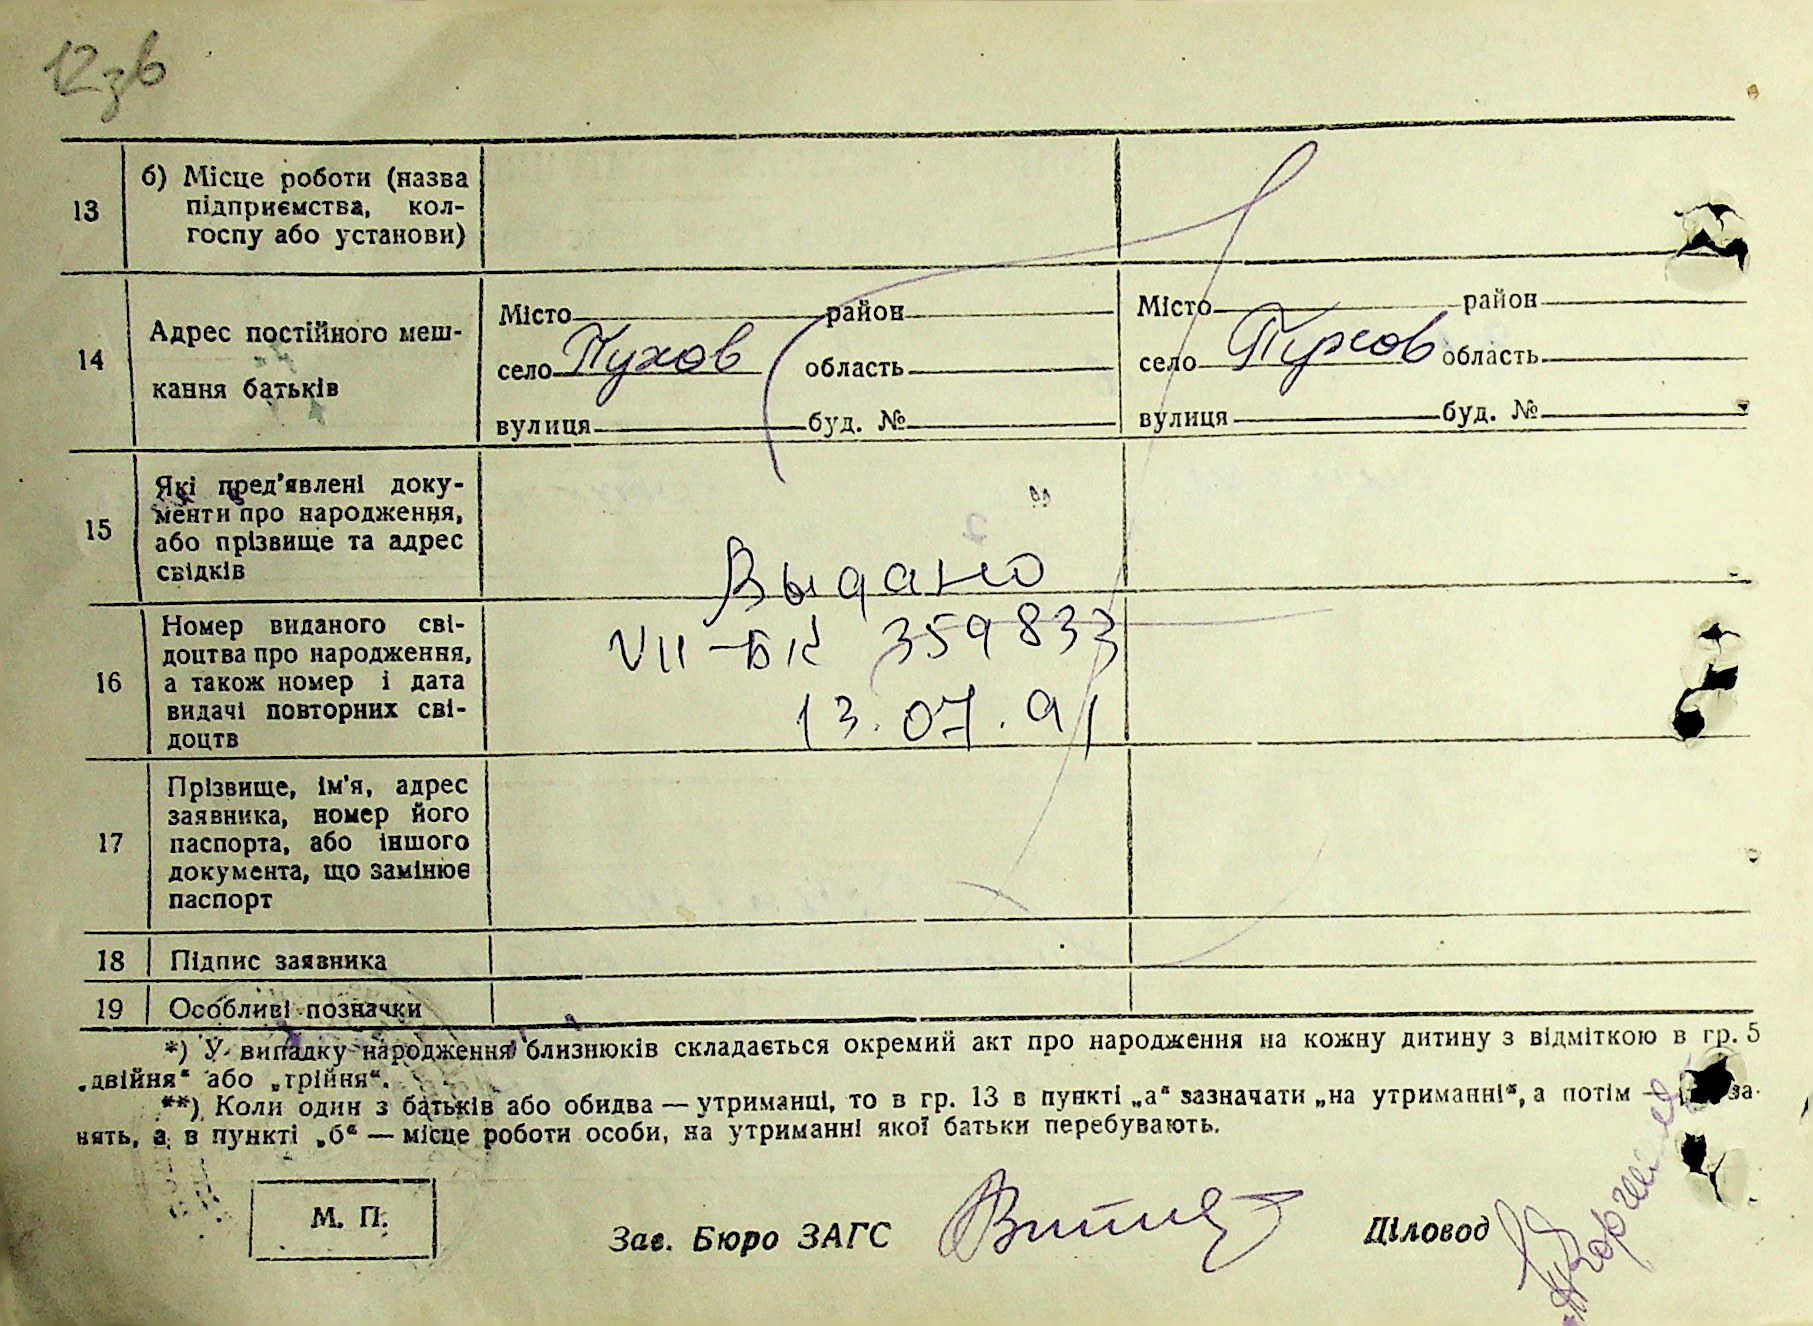 12зв
13
б) Місце роботи (назва
підприємства, кол-
госпу або установи)
14
Адрес постійного меш-
кання батьків
Місто район
село Пухов область
вулиця буд. №
Місто район
село Пухов область
вулиця буд. №
15
Які пред'явлені доку-
менти про народження,
або прізвище та адрес
свідків
Выдано
16
Номер виданого сві-
доцтва про народження,
а також номер і дата
видачі повторних сві-
доцтв
VII-БК 359833
13.07.91
17
Прізвище, ім'я, адрес
заявника, номер його
паспорта, або іншого
документа, що замінює
паспорт
18
Підпис заявника
19
Особливі позначки
*) У випадку народження близнюків складається окремий акт про народження на кожну дитину з відміткою в гр. 5
„двійня“ або „трійня“.
**) Коли один з батьків або обидва — утриманці, то в гр. 13 в пункті „а“ зазначати „на утриманні“, а потім — за-
нять, а в пункті „б“ — місце роботи особи, на утриманні якої батьки перебувають.
М. П.
Зав. Бюро ЗАГС
Діловод